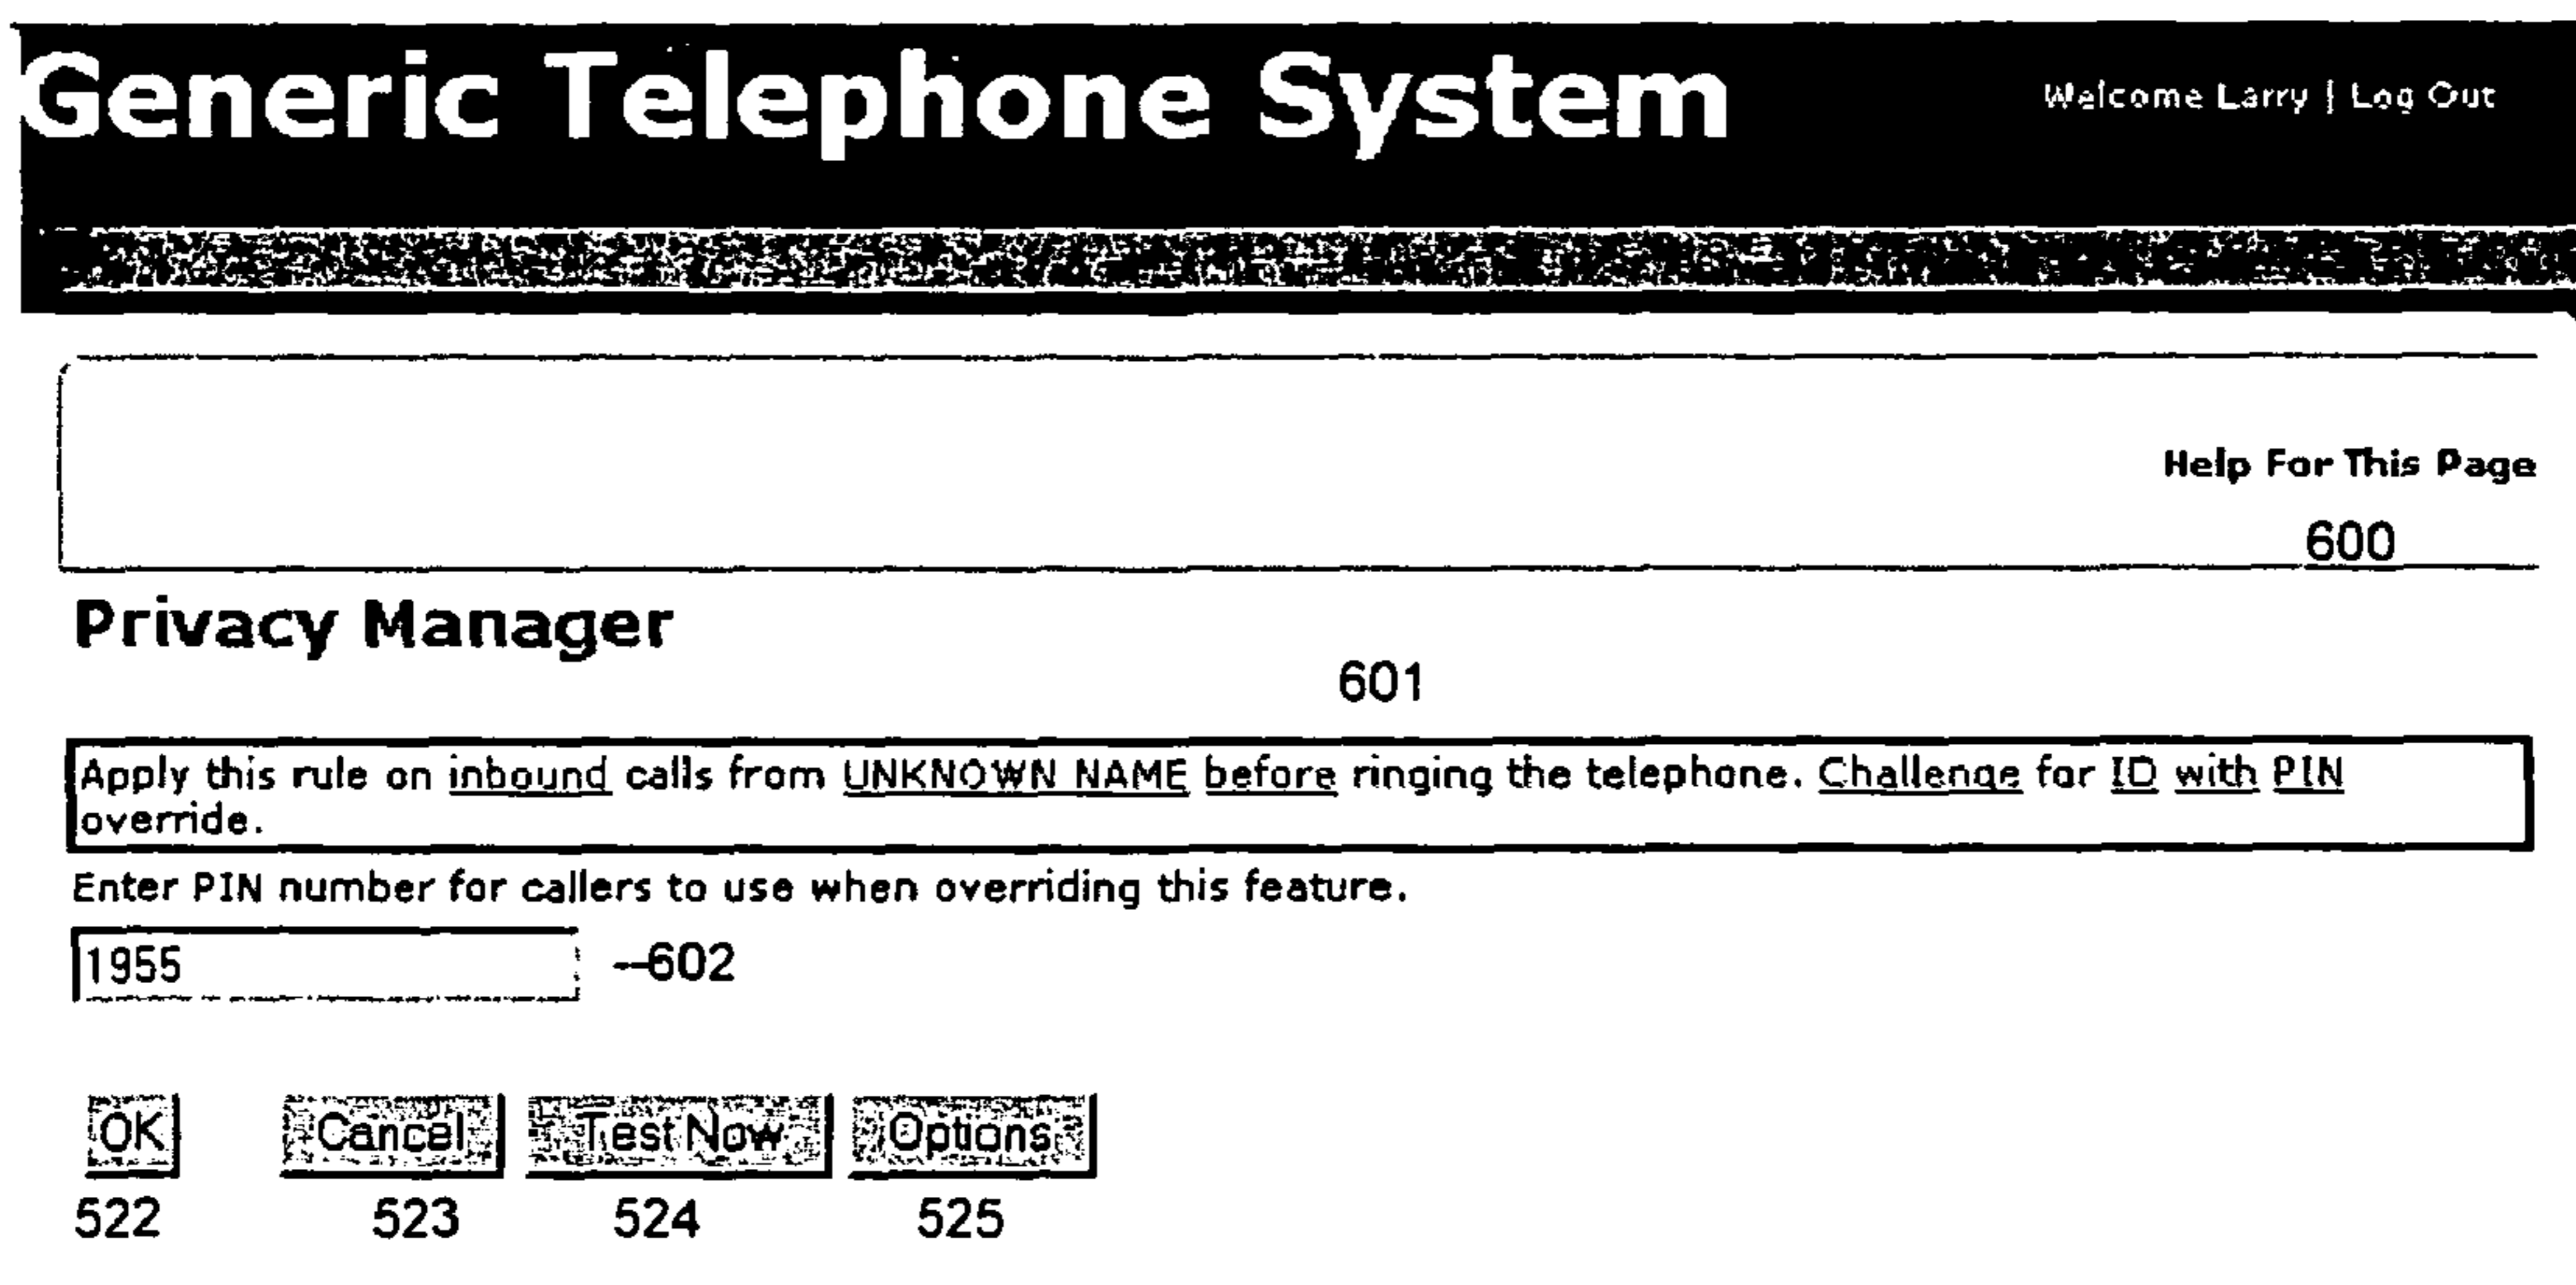 Generic Telephone System
Welcome Larry | Log Out
Help For This Page
600
Privacy Manager
601
Apply this rule on inbound calls from UNKNOWN NAME before ringing the telephone. Challenge for ID with PIN
override.
Enter PIN number for callers to use when overriding this feature.
1955 --602
OK Cancel Test Now Options
522 523 524 525